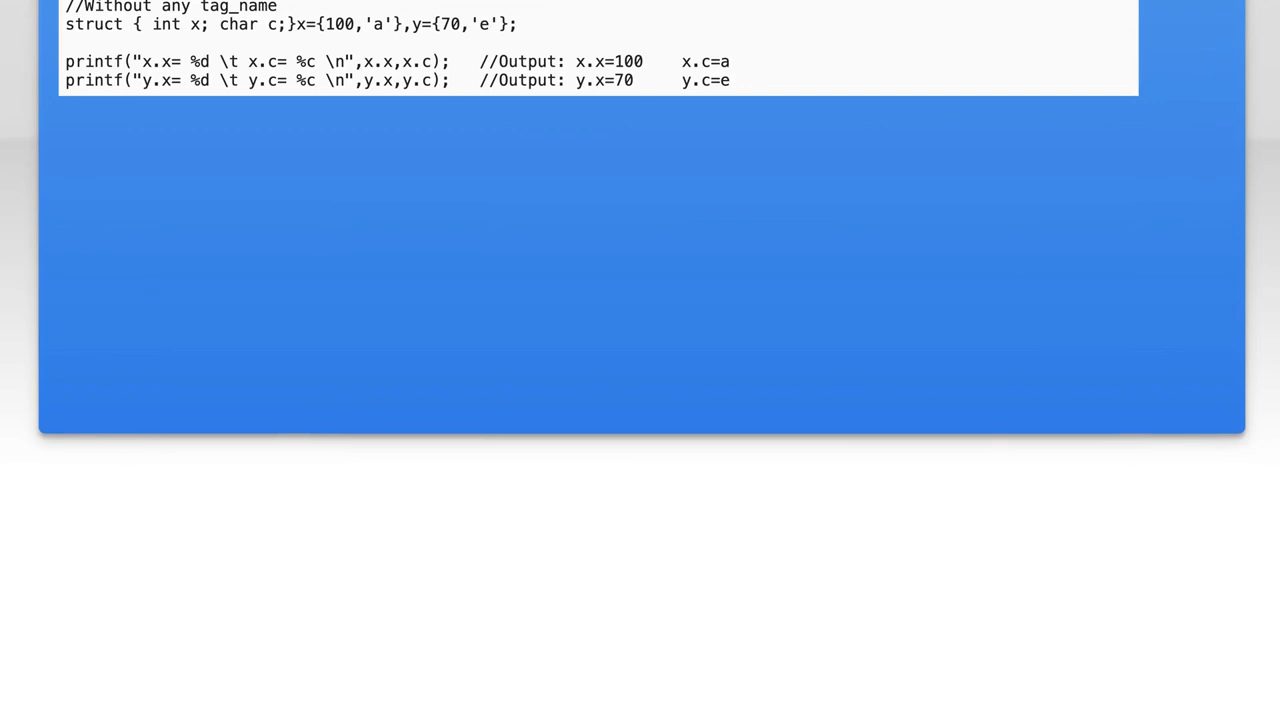 //Without any tag_name
struct { int x; char c;}x={100,'a'},y={70,'e'};
printf("x.x= %d \t x.c= %c \n",x.x,x.c);   //Output: x.x=100    x.c=a
printf("y.x= %d \t y.c= %c \n",y.x,y.c);   //Output: y.x=70     y.c=e